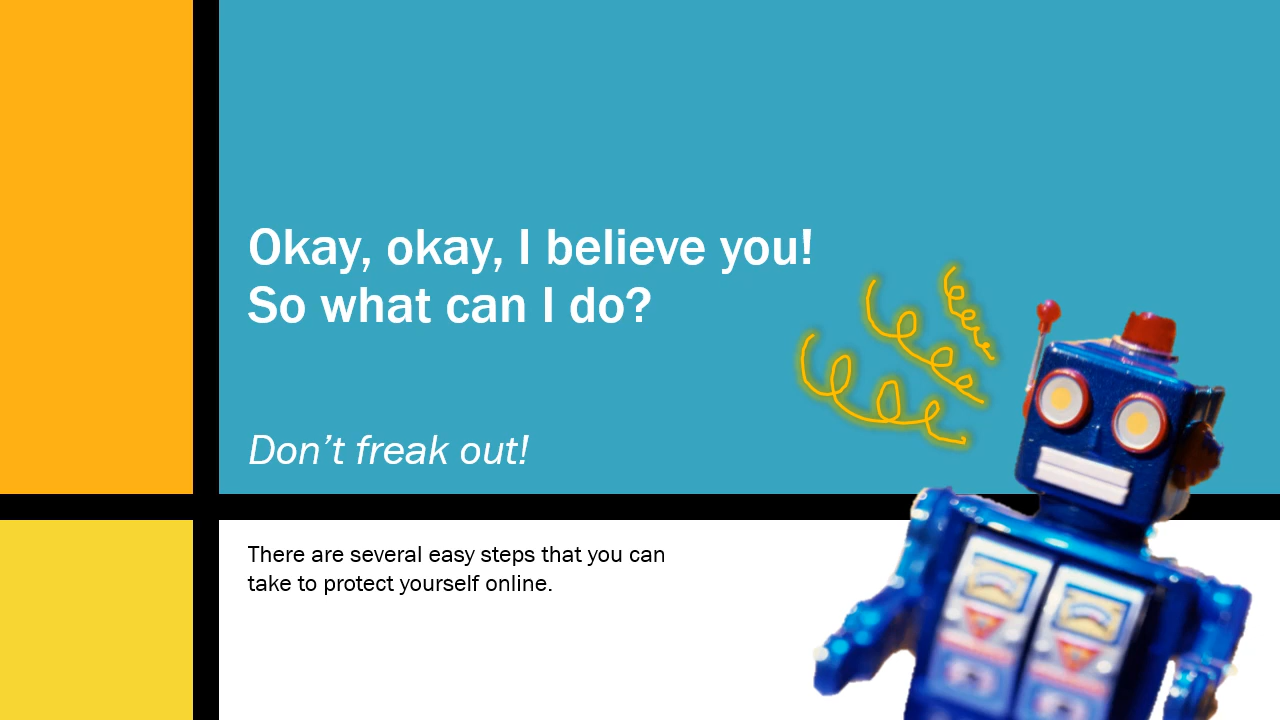 Okay, okay, I believe you!
So what can I do?
Don’t freak out!
There are several easy steps that you can
take to protect yourself online.